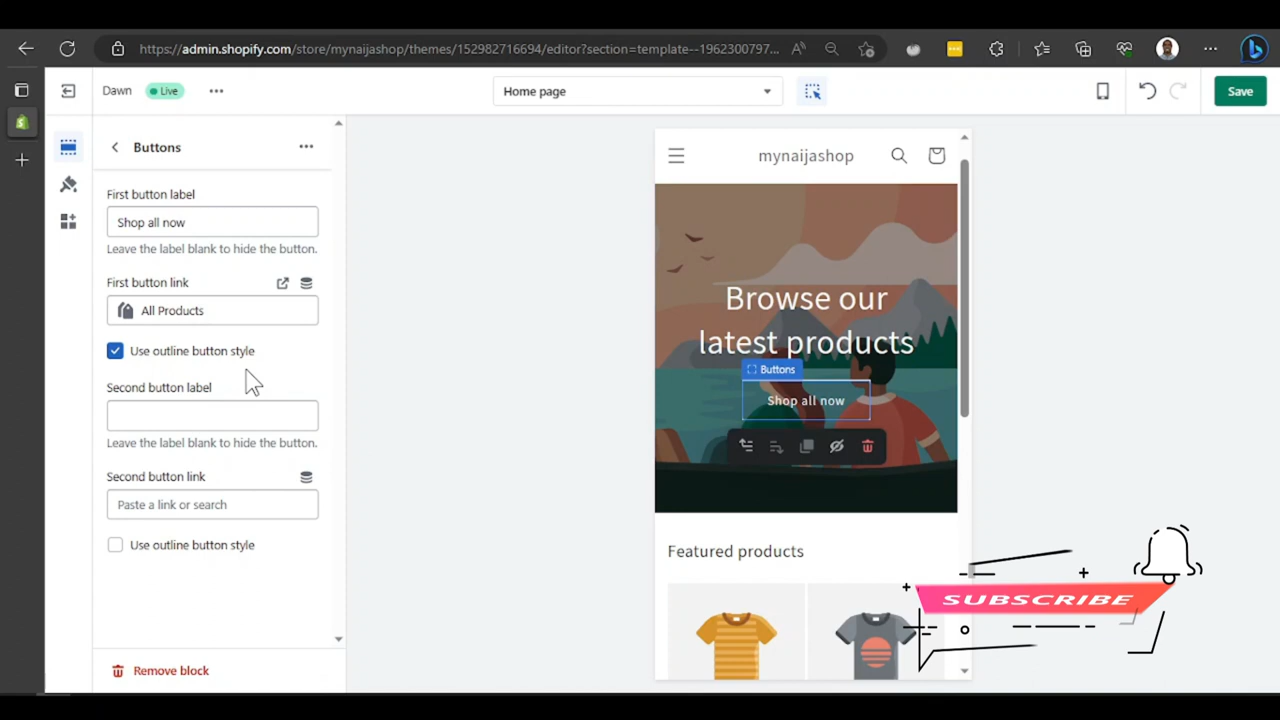 https://admin.shopify.com/store/mynaijashop/themes/152982716694/editor?section=template--1962300797...
Dawn
Live
Home page
Save
Buttons
First button label
Shop all now
Leave the label blank to hide the button.
First button link
All Products
Use outline button style
Second button label
Leave the label blank to hide the button.
Second button link
Paste a link or search
Use outline button style
Remove block
mynaijashop
Browse our
latest products
Buttons
Shop all now
Featured products
SUBSCRIBE